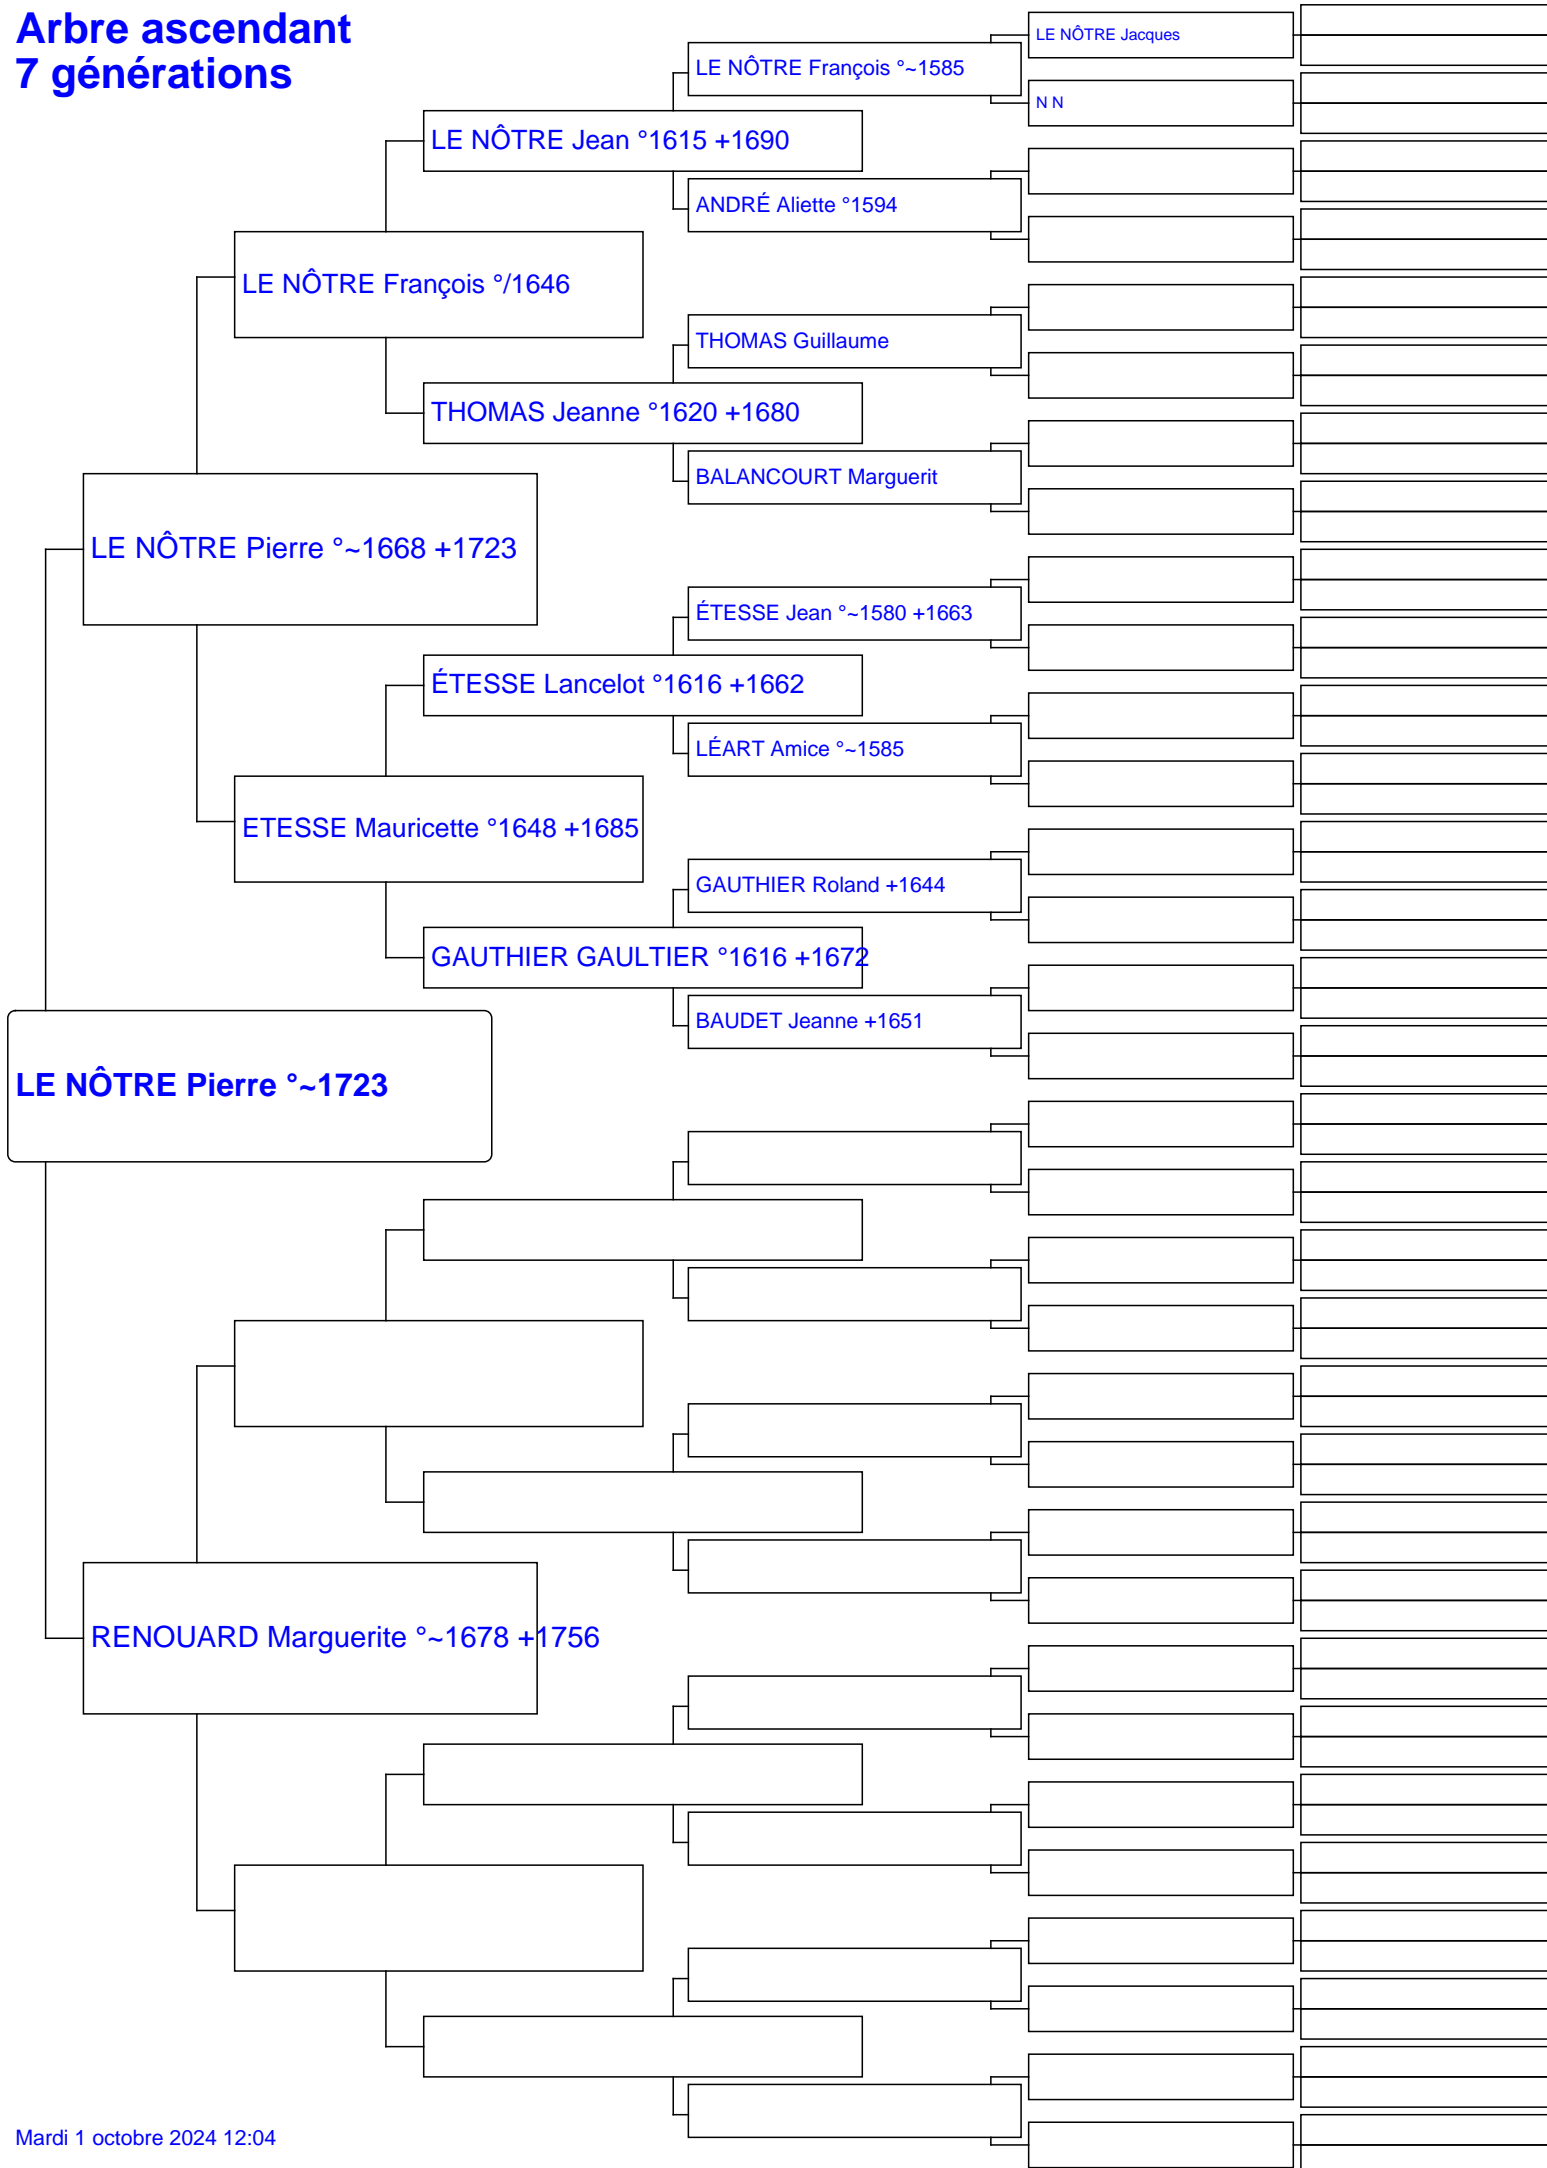 Arbre ascendant
7 générations
LE NÔTRE Jacques
LE NÔTRE François °~1585
N N
LE NÔTRE Jean °1615 +1690
ANDRÉ Aliette °1594
LE NÔTRE François °/1646
THOMAS Guillaume
THOMAS Jeanne °1620 +1680
BALANCOURT Marguerit
LE NÔTRE Pierre °~1668 +1723
ÉTESSE Jean °~1580 +1663
ÉTESSE Lancelot °1616 +1662
LÉART Amice °~1585
ETESSE Mauricette °1648 +1685
GAUTHIER Roland +1644
GAUTHIER GAULTIER °1616 +1672
BAUDET Jeanne +1651
LE NÔTRE Pierre °~1723
RENOUARD Marguerite °~1678 +1756
Mardi 1 octobre 2024 12:04